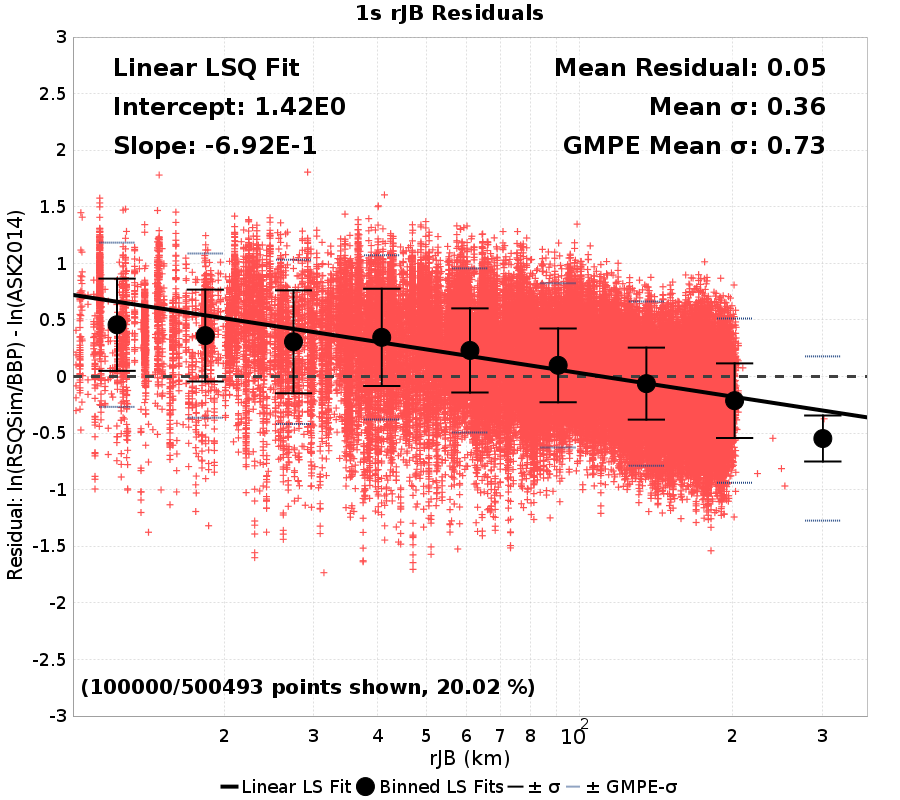 1s rJB Residuals
Linear LSQ Fit
Intercept: 1.42E0
Slope: -6.92E-1
Mean Residual: 0.05
Mean σ: 0.36
GMPE Mean σ: 0.73
Residual: ln(RSQSim/BBP) - ln(ASK2014)
3
2.5
2
1.5
1
0.5
0
-0.5
-1
-1.5
-2
-2.5
-3
(100000/500493 points shown, 20.02 %)
2 3 4 5 6 7 8 10² 2 3
rJB (km)
Linear LS Fit Binned LS Fits ± σ ± GMPE-σ